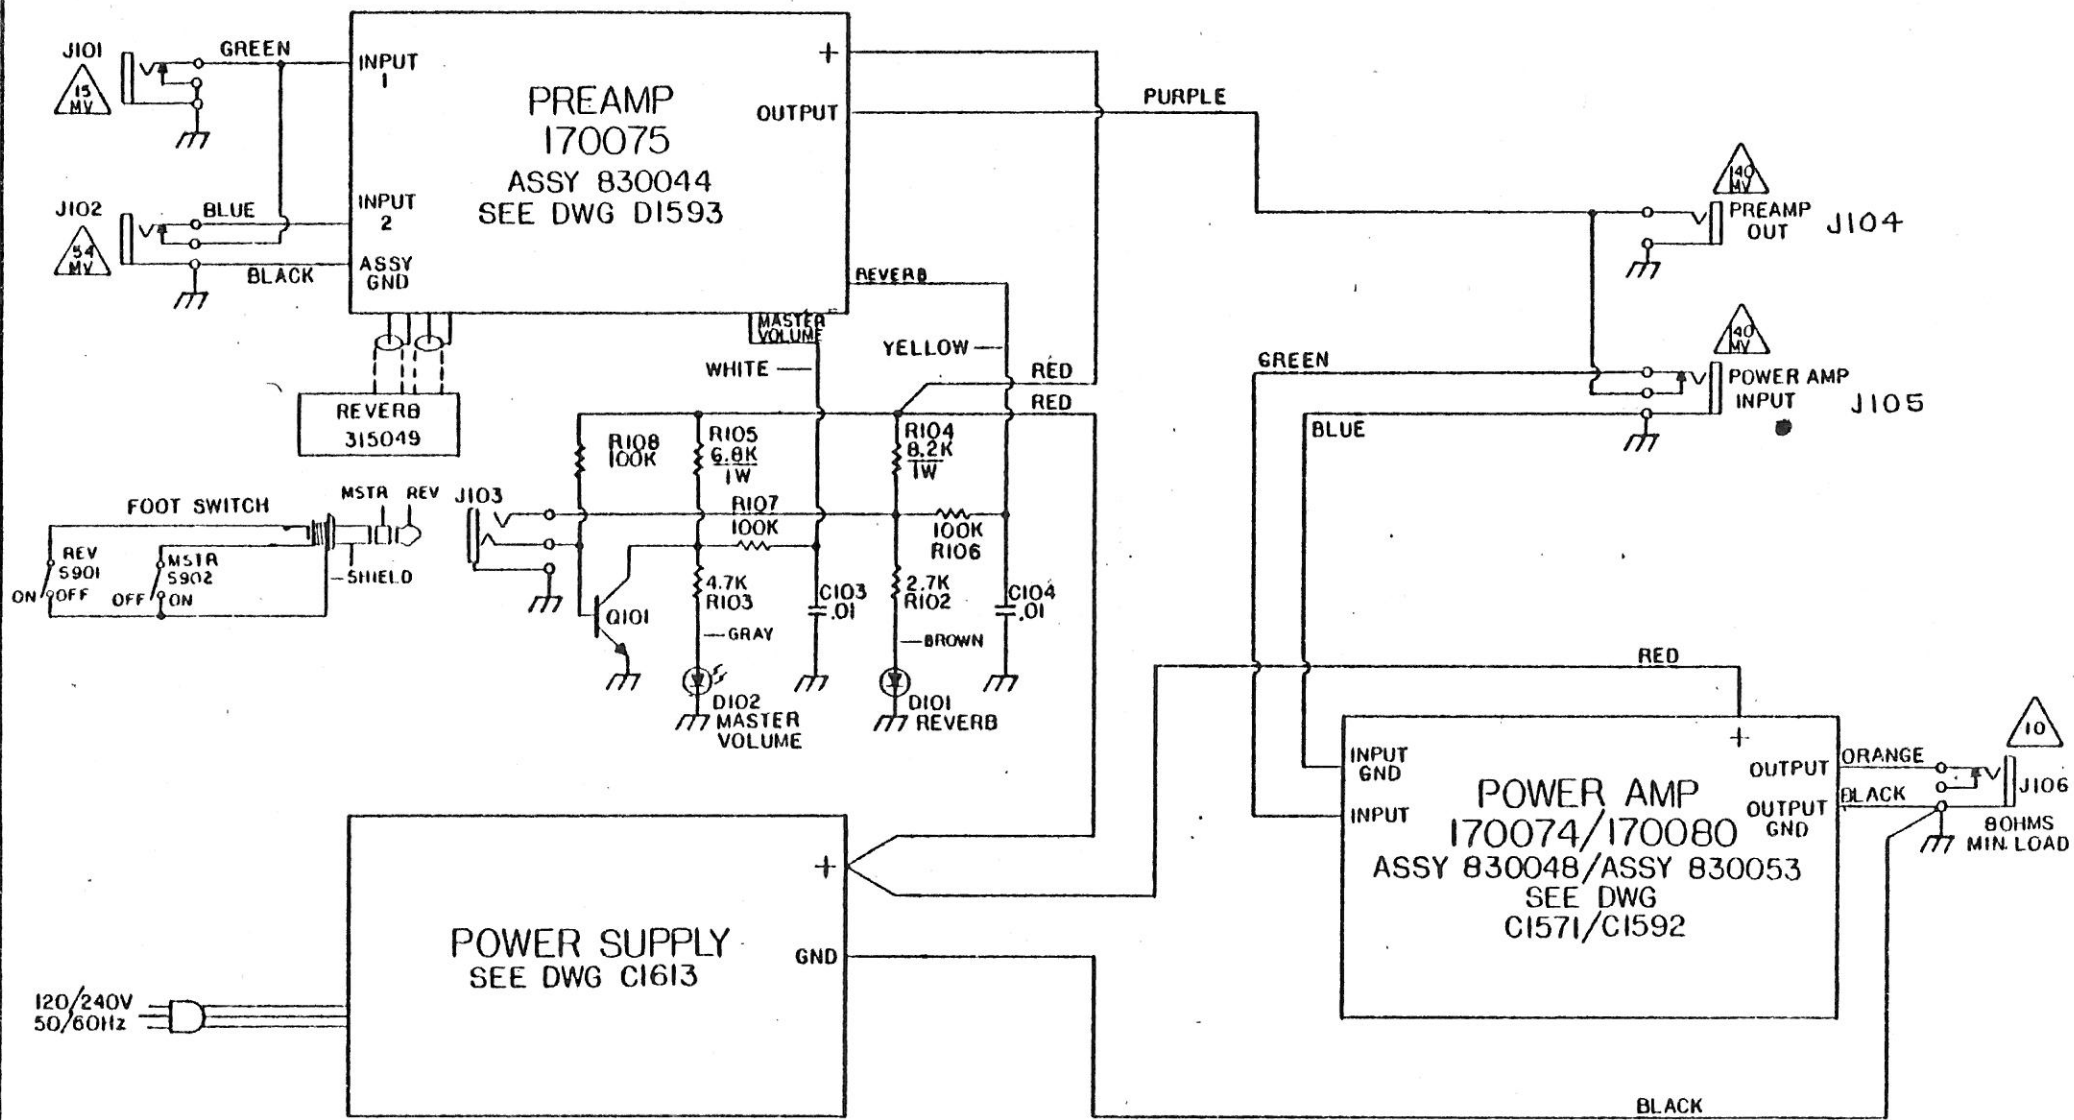 J101
15
MV
GREEN
INPUT
1
PREAMP
170075
ASSY 830044
SEE DWG D1593
+
OUTPUT
PURPLE
J102
54
MV
BLUE
INPUT
2
BLACK
ASSY
GND
REVERB
140
MV
PREAMP
OUT
J104
MASTER
VOLUME
WHITE
YELLOW
RED
RED
GREEN
BLUE
140
MV
POWER AMP
INPUT
J105
REVERB
315049
R108
100K
R105
6.8K
1W
R104
8.2K
1W
FOOT SWITCH
MSTR
REV
J103
R107
100K
100K
R106
REV
S901
ON
OFF
MSTR
S902
OFF
ON
SHIELD
Q101
4.7K
R103
GRAY
C103
.01
2.7K
R102
BROWN
C104
.01
D102
MASTER
VOLUME
D101
REVERB
RED
+
INPUT
GND
INPUT
POWER AMP
170074/170080
ASSY 830048/ASSY 830053
SEE DWG
C1571/C1592
OUTPUT
OUTPUT
GND
ORANGE
BLACK
10
J106
8OHMS
MIN. LOAD
+
POWER SUPPLY
SEE DWG C1613
GND
120/240V
50/60Hz
BLACK